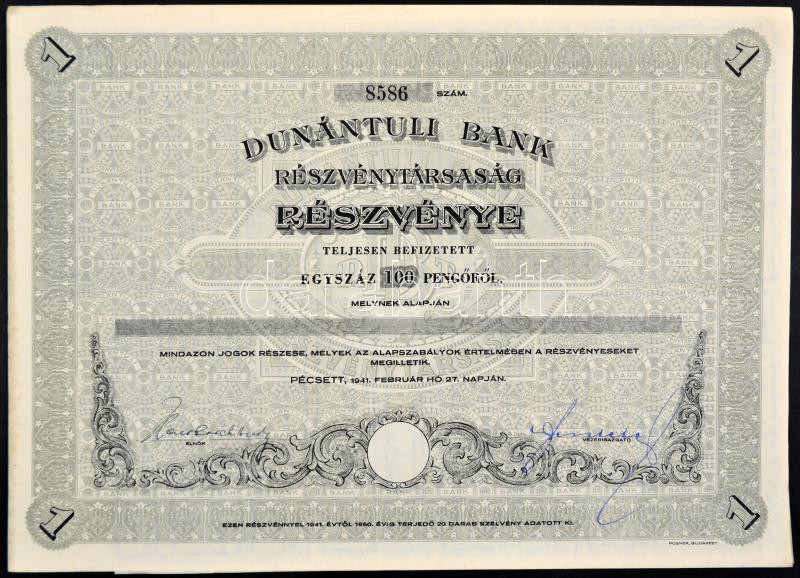 1 1
8586 SZÁM.
DUNÁNTULI BANK
RÉSZVÉNYTÁRSASÁG
RÉSZVÉNYE
TELJESEN BEFIZETETT
EGYSZÁZ 100 PENGŐRŐL,
MELYNEK ALAPJÁN
MINDAZON JOGOK RÉSZESE, MELYEK AZ ALAPSZABÁLYOK ÉRTELMÉBEN A RÉSZVÉNYESEKET
MEGILLETIK.
PÉCSETT, 1941. FEBRUÁR HÓ 27. NAPJÁN.
ELNÖK VEZÉRIGAZGATÓ
1 1
EZEN RÉSZVÉNNYEL 1941. ÉVTŐL 1960. ÉVIG TERJEDŐ 20 DARAB SZELVÉNY ADATOTT KI.
POSNER, BUDAPEST.